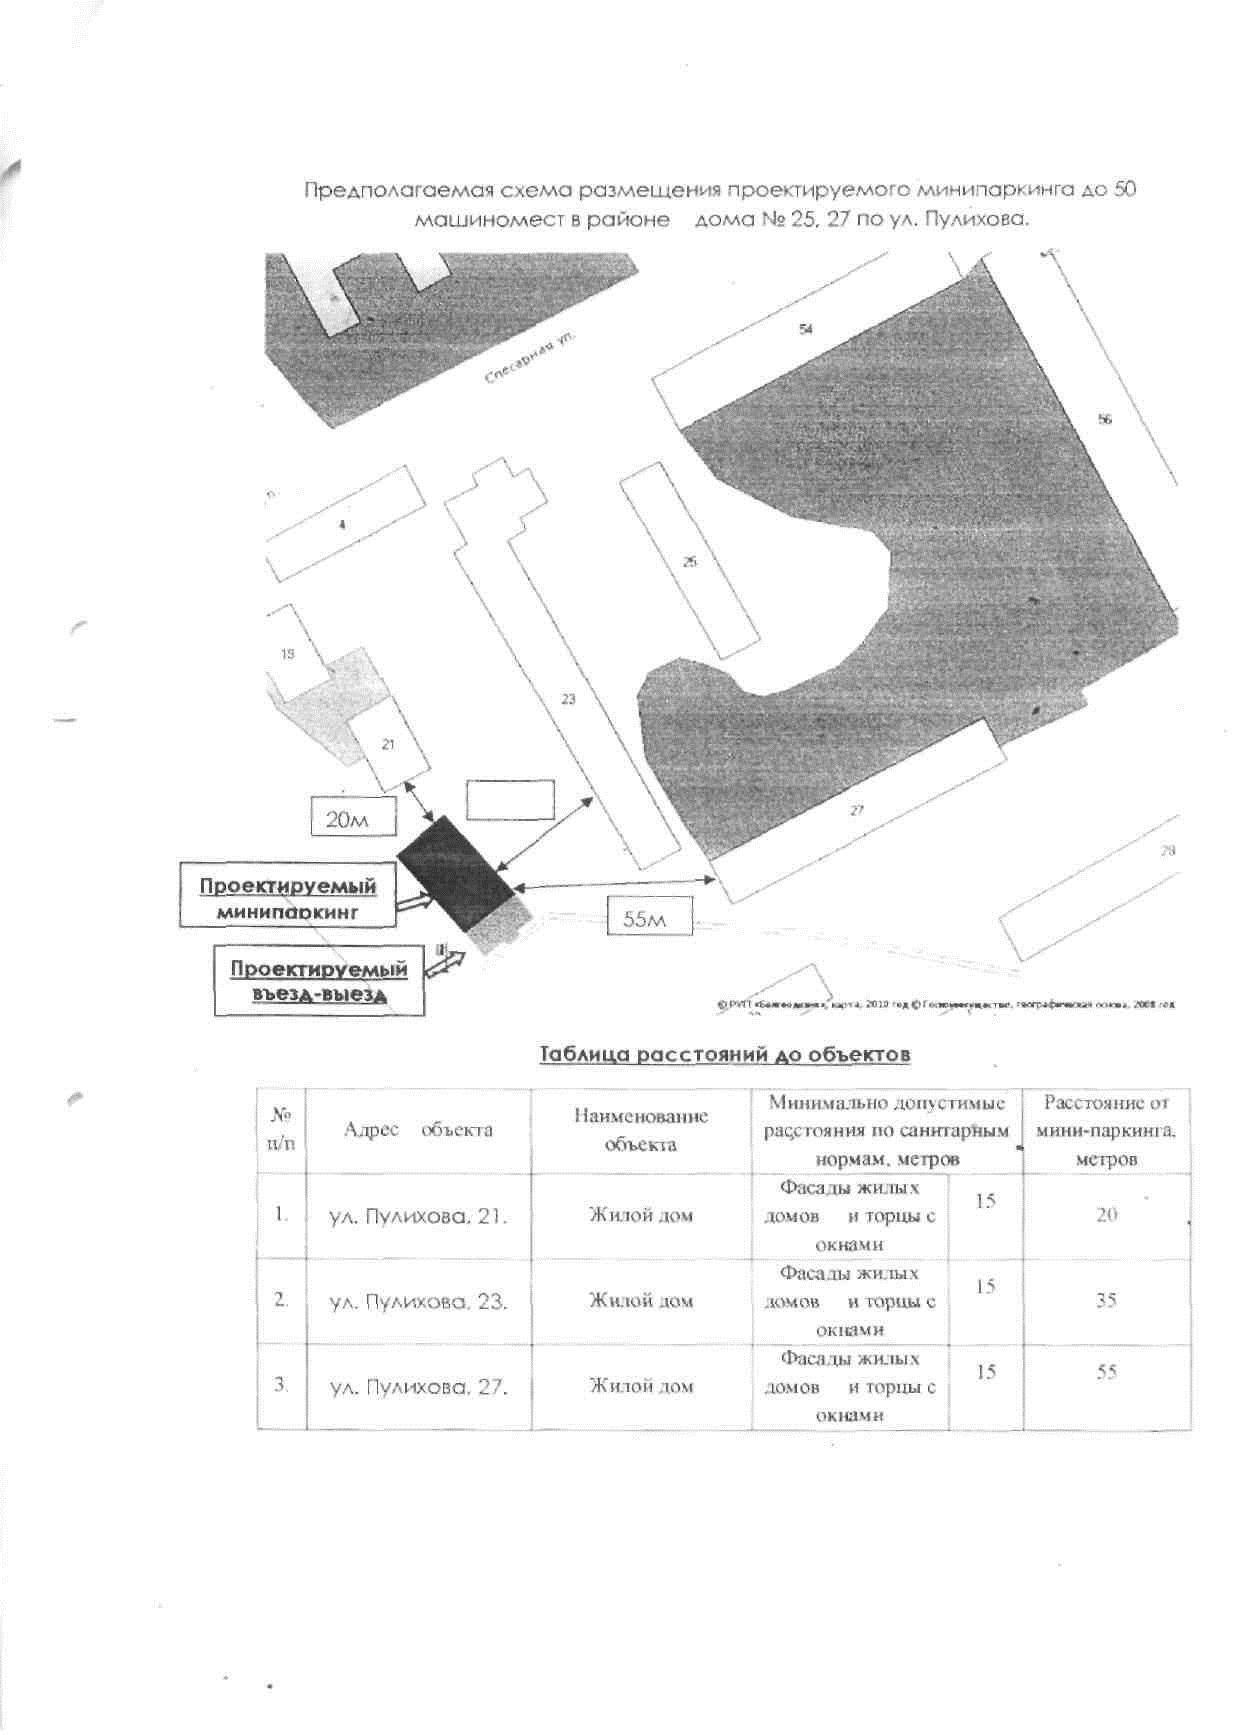 Предполагаемая схема размещения проектируемого минипаркинга до 50
машиномест в районе дома № 25, 27 по ул. Пулихова.
54
Слесарная ул.
56
4
25
19
23
21
27
20м
29
Проектируемый
минипаркинг
55м
Проектируемый
въезд-выезд
© РУП «Белгеодезия», карта, 2010 год © Госкомимущество, географическая основа, 2008 год
Таблица расстояний до объектов
№
п/п
Адрес объекта
Наименование
объекта
Минимально допустимые
расстояния по санитарным
нормам, метров
Расстояние от
мини-паркинга,
метров
1.
ул. Пулихова, 21.
Жилой дом
Фасады жилых
домов и торцы с
окнами
15
20
2.
ул. Пулихова, 23.
Жилой дом
Фасады жилых
домов и торцы с
окнами
15
35
3.
ул. Пулихова, 27.
Жилой дом
Фасады жилых
домов и торцы с
окнами
15
55